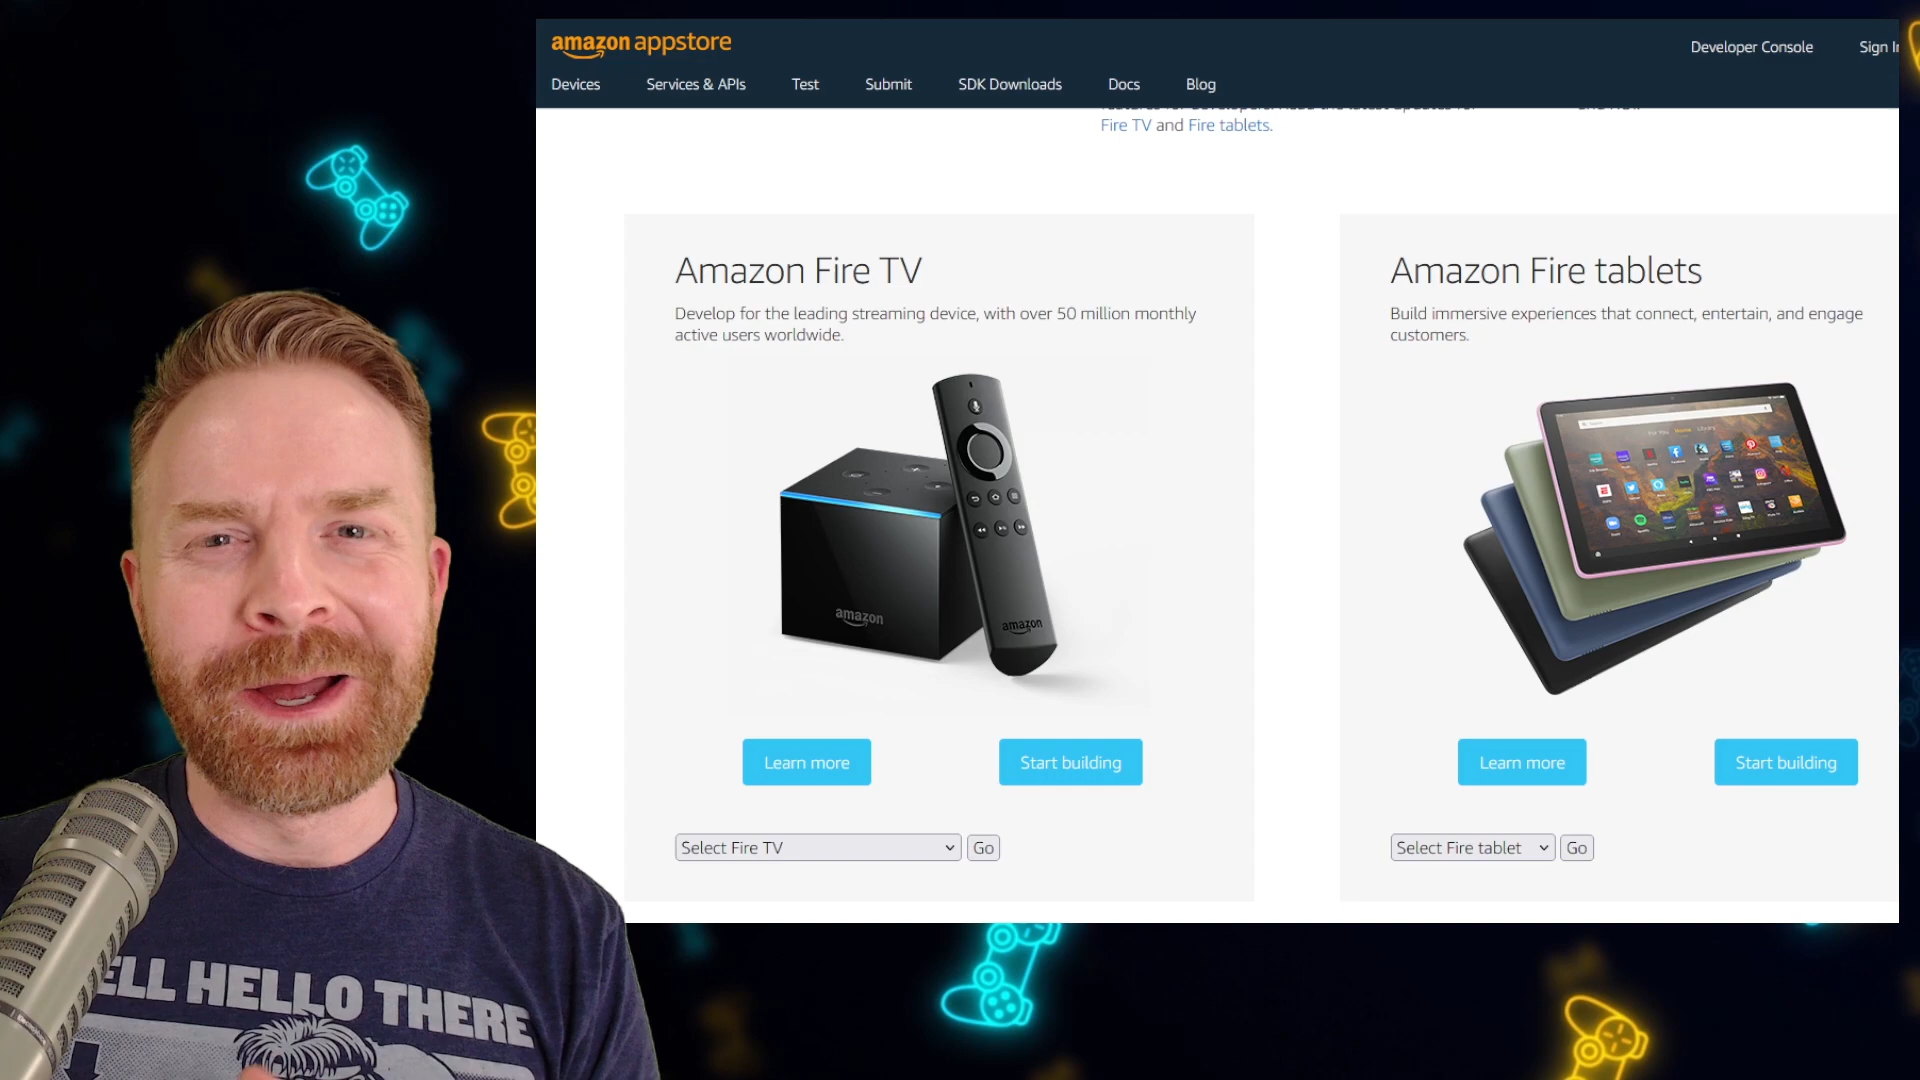 amazon appstore
Developer Console
Sign In
Devices
Services & APIs
Test
Submit
SDK Downloads
Docs
Blog
Fire TV and Fire tablets.
Amazon Fire TV
Develop for the leading streaming device, with over 50 million monthly
active users worldwide.
amazon
amazon
Learn more
Start building
Select Fire TV
Go
Amazon Fire tablets
Build immersive experiences that connect, entertain, and engage
customers.
Learn more
Start building
Select Fire tablet
Go
ELL HELLO THERE